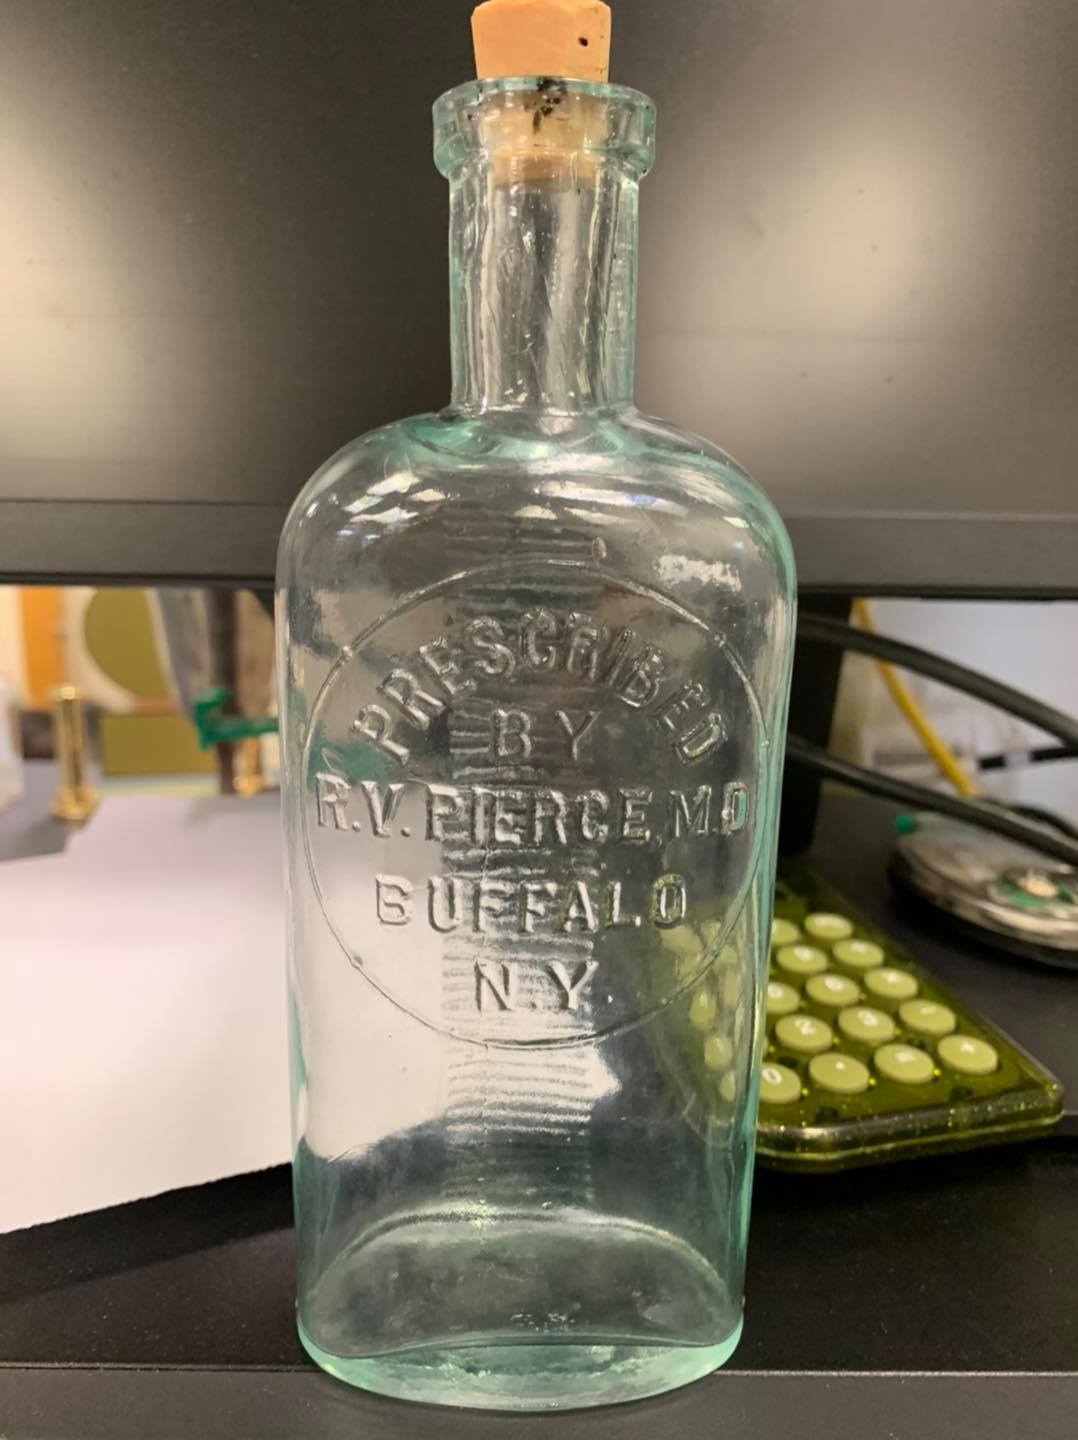 PRESCRIBED
BY
R.V. PIERCE, M.D
BUFFALO
N.Y.